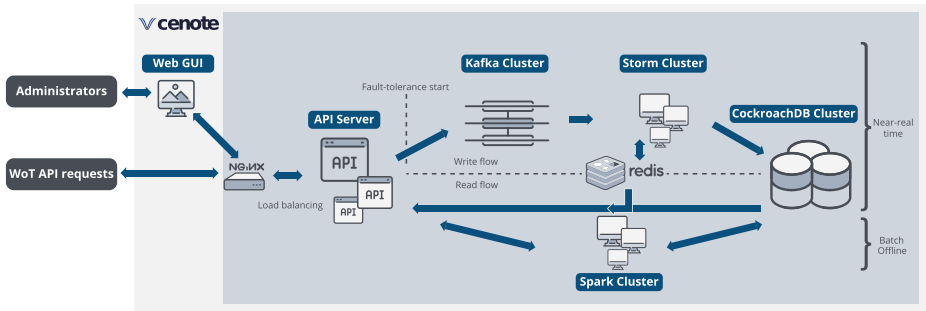 cenote
Web GUI
Administrators
WoT API requests
NGINX
Load balancing
API Server
API
API
API
Fault-tolerance start
Kafka Cluster
Write flow
Read flow
Storm Cluster
redis
CockroachDB Cluster
Spark Cluster
Near-real
time
Batch
Offline